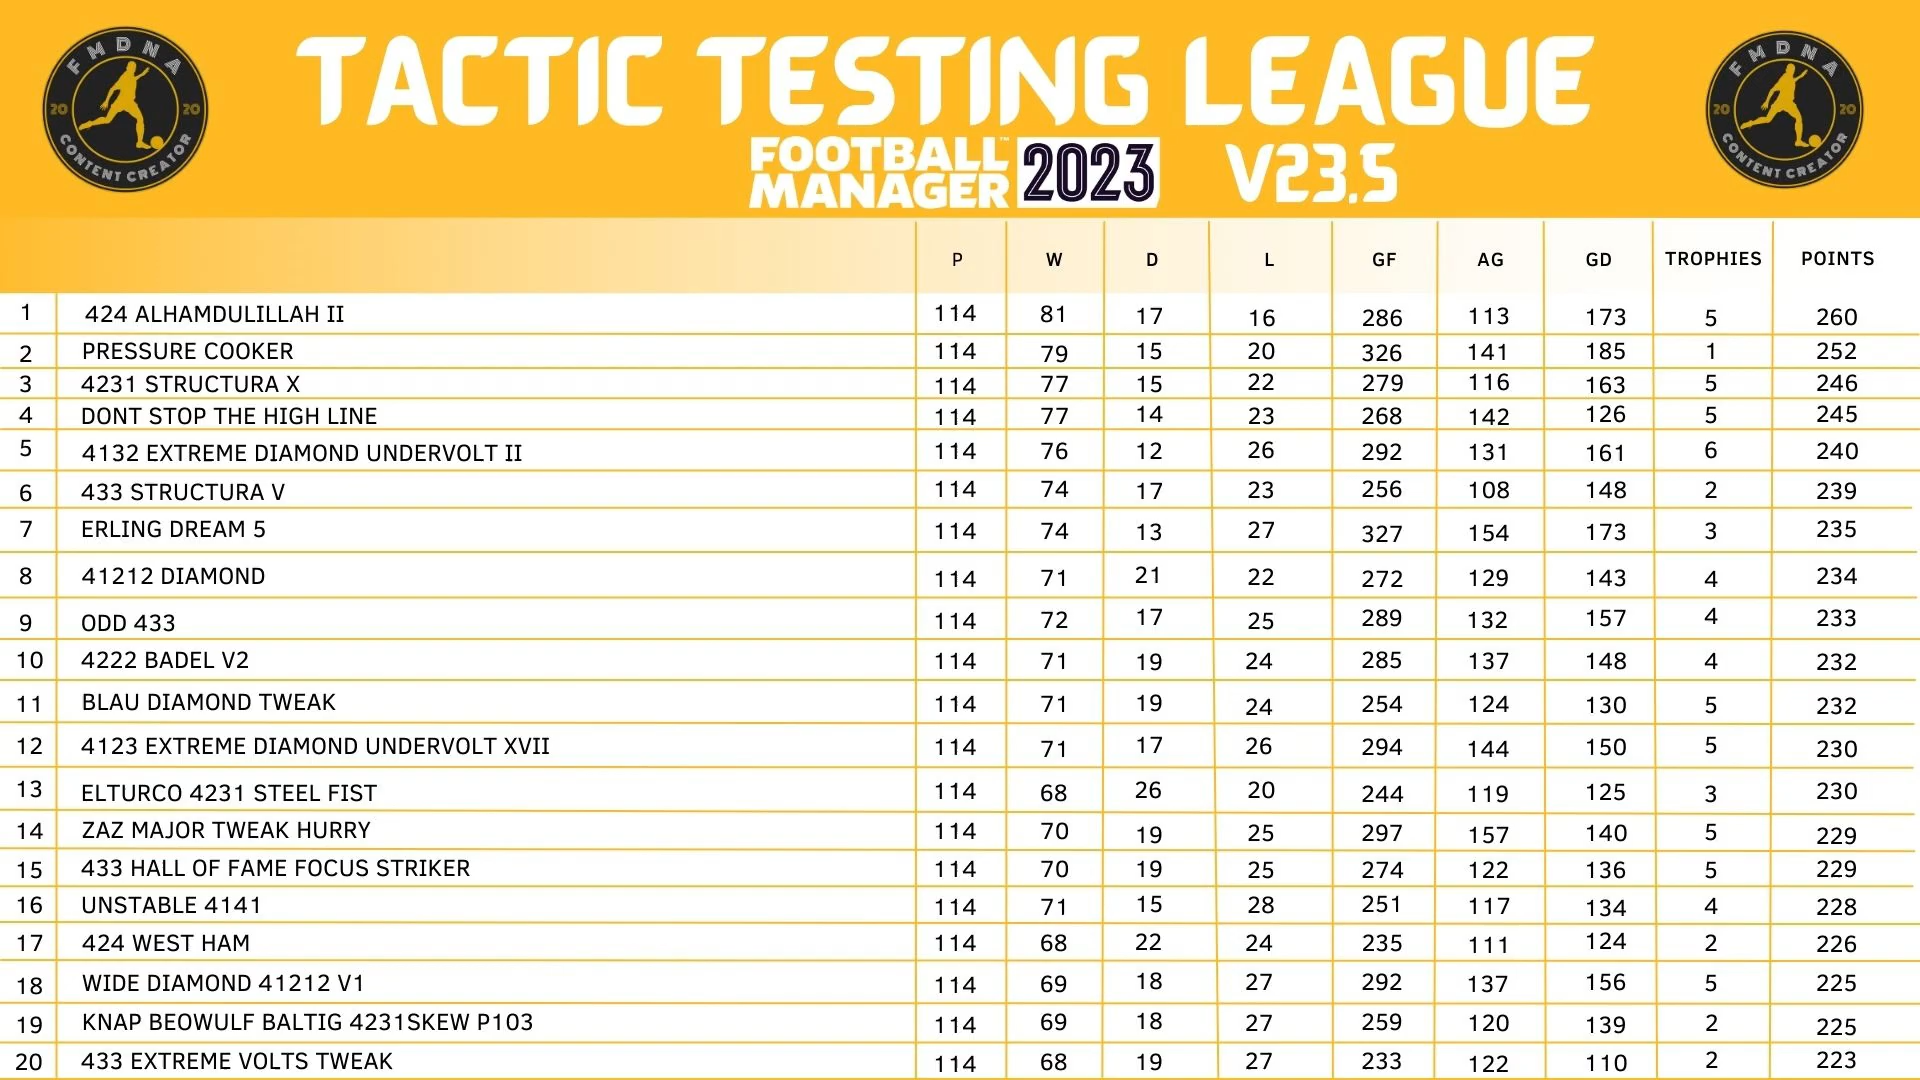 FMDNA
20 20
CONTENT CREATOR
TACTIC TESTING LEAGUE
FOOTBALL MANAGER™ 2023 V23.5
FMDNA
20 20
CONTENT CREATOR
P W D L GF AG GD TROPHIES POINTS
1 424 ALHAMDULILLAH II 114 81 17 16 286 113 173 5 260
2 PRESSURE COOKER 114 79 15 20 326 141 185 1 252
3 4231 STRUCTURA X 114 77 15 22 279 116 163 5 246
4 DONT STOP THE HIGH LINE 114 77 14 23 268 142 126 5 245
5 4132 EXTREME DIAMOND UNDERVOLT II 114 76 12 26 292 131 161 6 240
6 433 STRUCTURA V 114 74 17 23 256 108 148 2 239
7 ERLING DREAM 5 114 74 13 27 327 154 173 3 235
8 41212 DIAMOND 114 71 21 22 272 129 143 4 234
9 ODD 433 114 72 17 25 289 132 157 4 233
10 4222 BADEL V2 114 71 19 24 285 137 148 4 232
11 BLAU DIAMOND TWEAK 114 71 19 24 254 124 130 5 232
12 4123 EXTREME DIAMOND UNDERVOLT XVII 114 71 17 26 294 144 150 5 230
13 ELTURCO 4231 STEEL FIST 114 68 26 20 244 119 125 3 230
14 ZAZ MAJOR TWEAK HURRY 114 70 19 25 297 157 140 5 229
15 433 HALL OF FAME FOCUS STRIKER 114 70 19 25 274 122 136 5 229
16 UNSTABLE 4141 114 71 15 28 251 117 134 4 228
17 424 WEST HAM 114 68 22 24 235 111 124 2 226
18 WIDE DIAMOND 41212 V1 114 69 18 27 292 137 156 5 225
19 KNAP BEOWULF BALTIG 4231SKEW P103 114 69 18 27 259 120 139 2 225
20 433 EXTREME VOLTS TWEAK 114 68 19 27 233 122 110 2 223